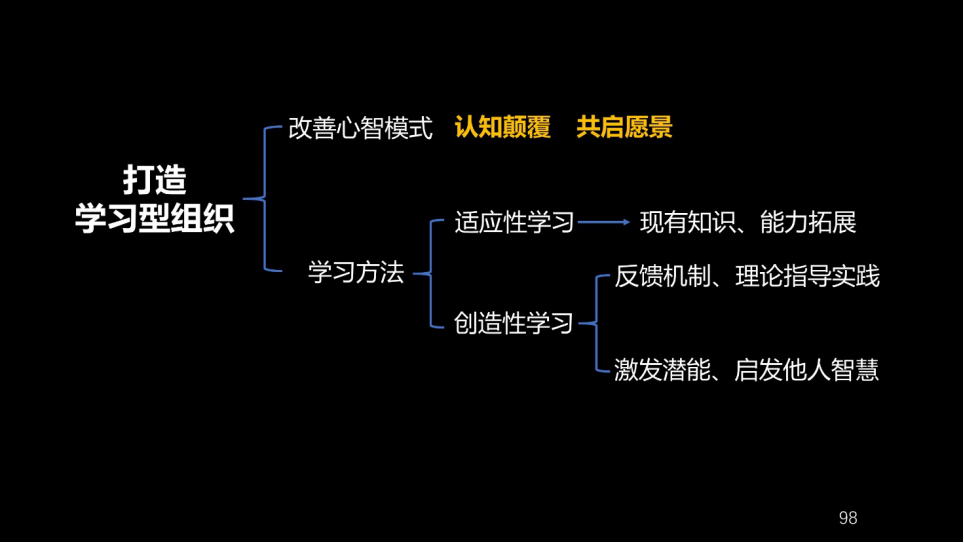 打造
学习型组织
改善心智模式 认知颠覆 共启愿景
学习方法
适应性学习
现有知识、能力拓展
创造性学习
反馈机制、理论指导实践
激发潜能、启发他人智慧
98